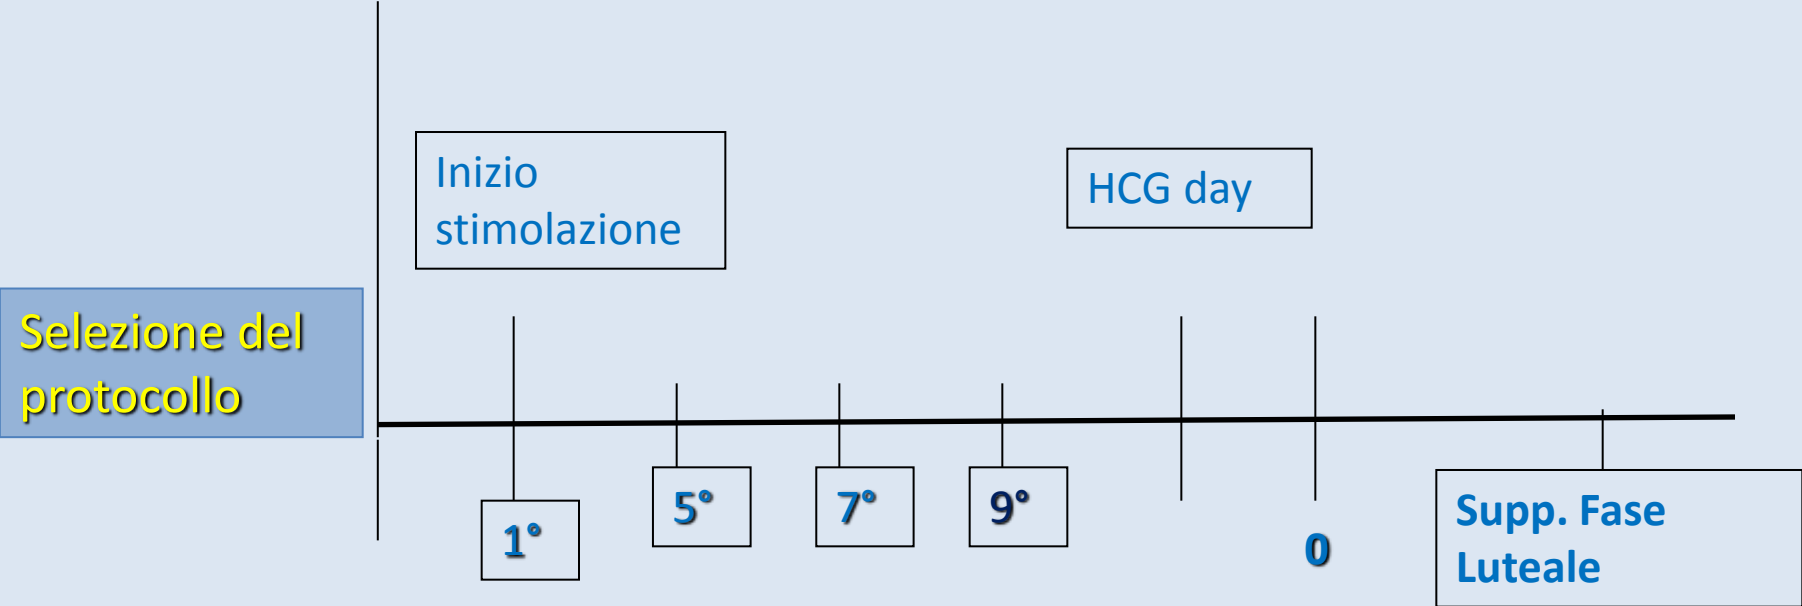 Inizio
stimolazione
HCG day
Selezione del
protocollo
1°
5°
7°
9°
0
Supp. Fase
Luteale